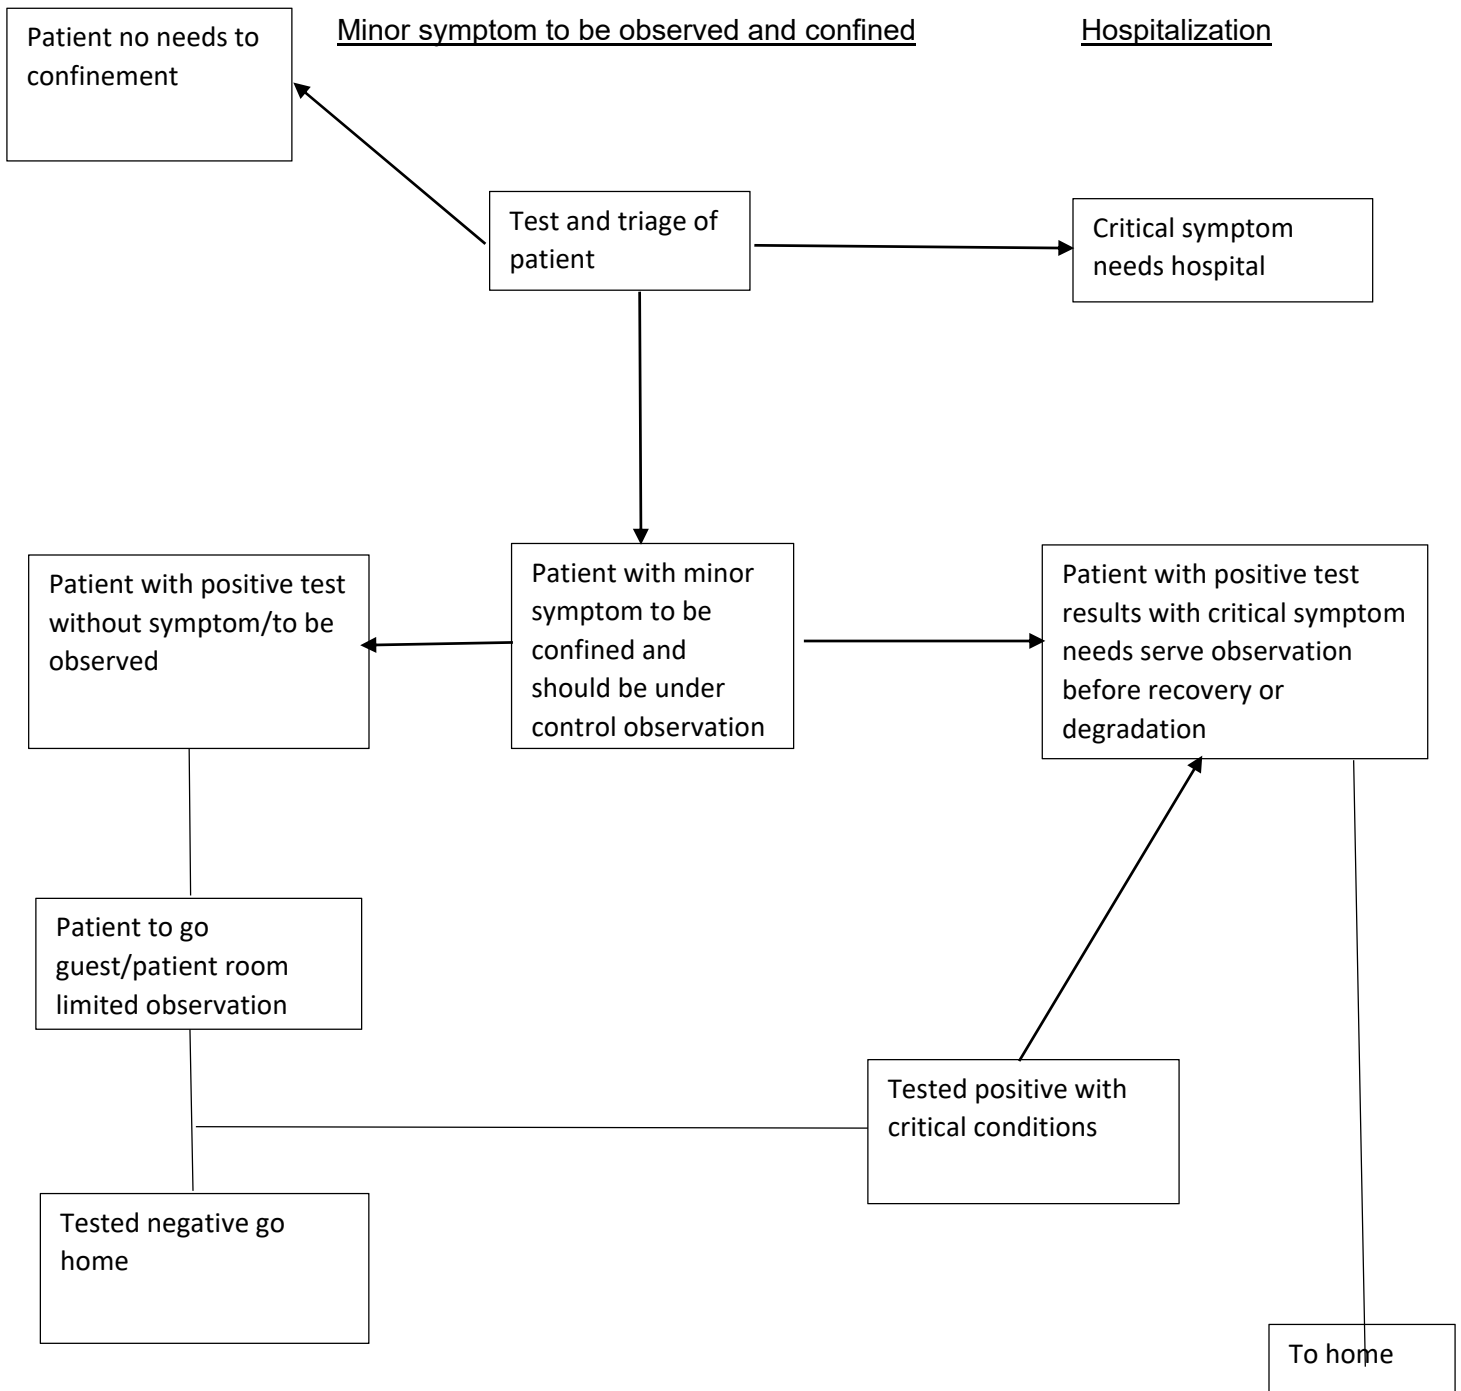 Patient no needs to
confinement
Minor symptom to be observed and confined
Hospitalization
Test and triage of
patient
Critical symptom
needs hospital
Patient with positive test
without symptom/to be
observed
Patient with minor
symptom to be
confined and
should be under
control observation
Patient with positive test
results with critical symptom
needs serve observation
before recovery or
degradation
Patient to go
guest/patient room
limited observation
Tested positive with
critical conditions
Tested negative go
home
To home